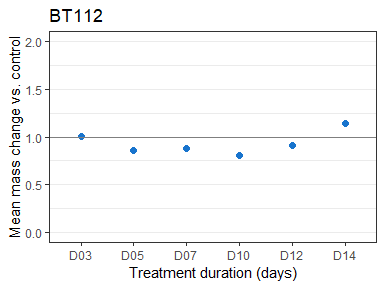 BT112
Mean mass change vs. control
2.0
1.5
1.0
0.5
0.0
D03 D05 D07 D10 D12 D14
Treatment duration (days)